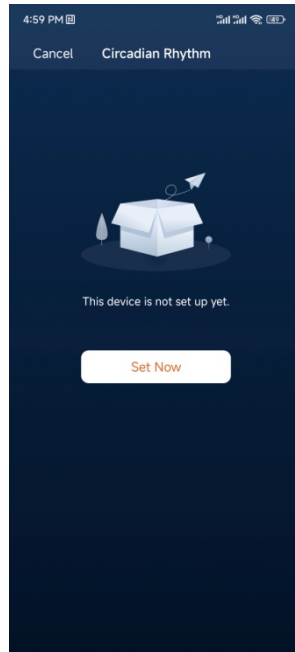 4:59 PM
Cancel
Circadian Rhythm
This device is not set up yet.
Set Now